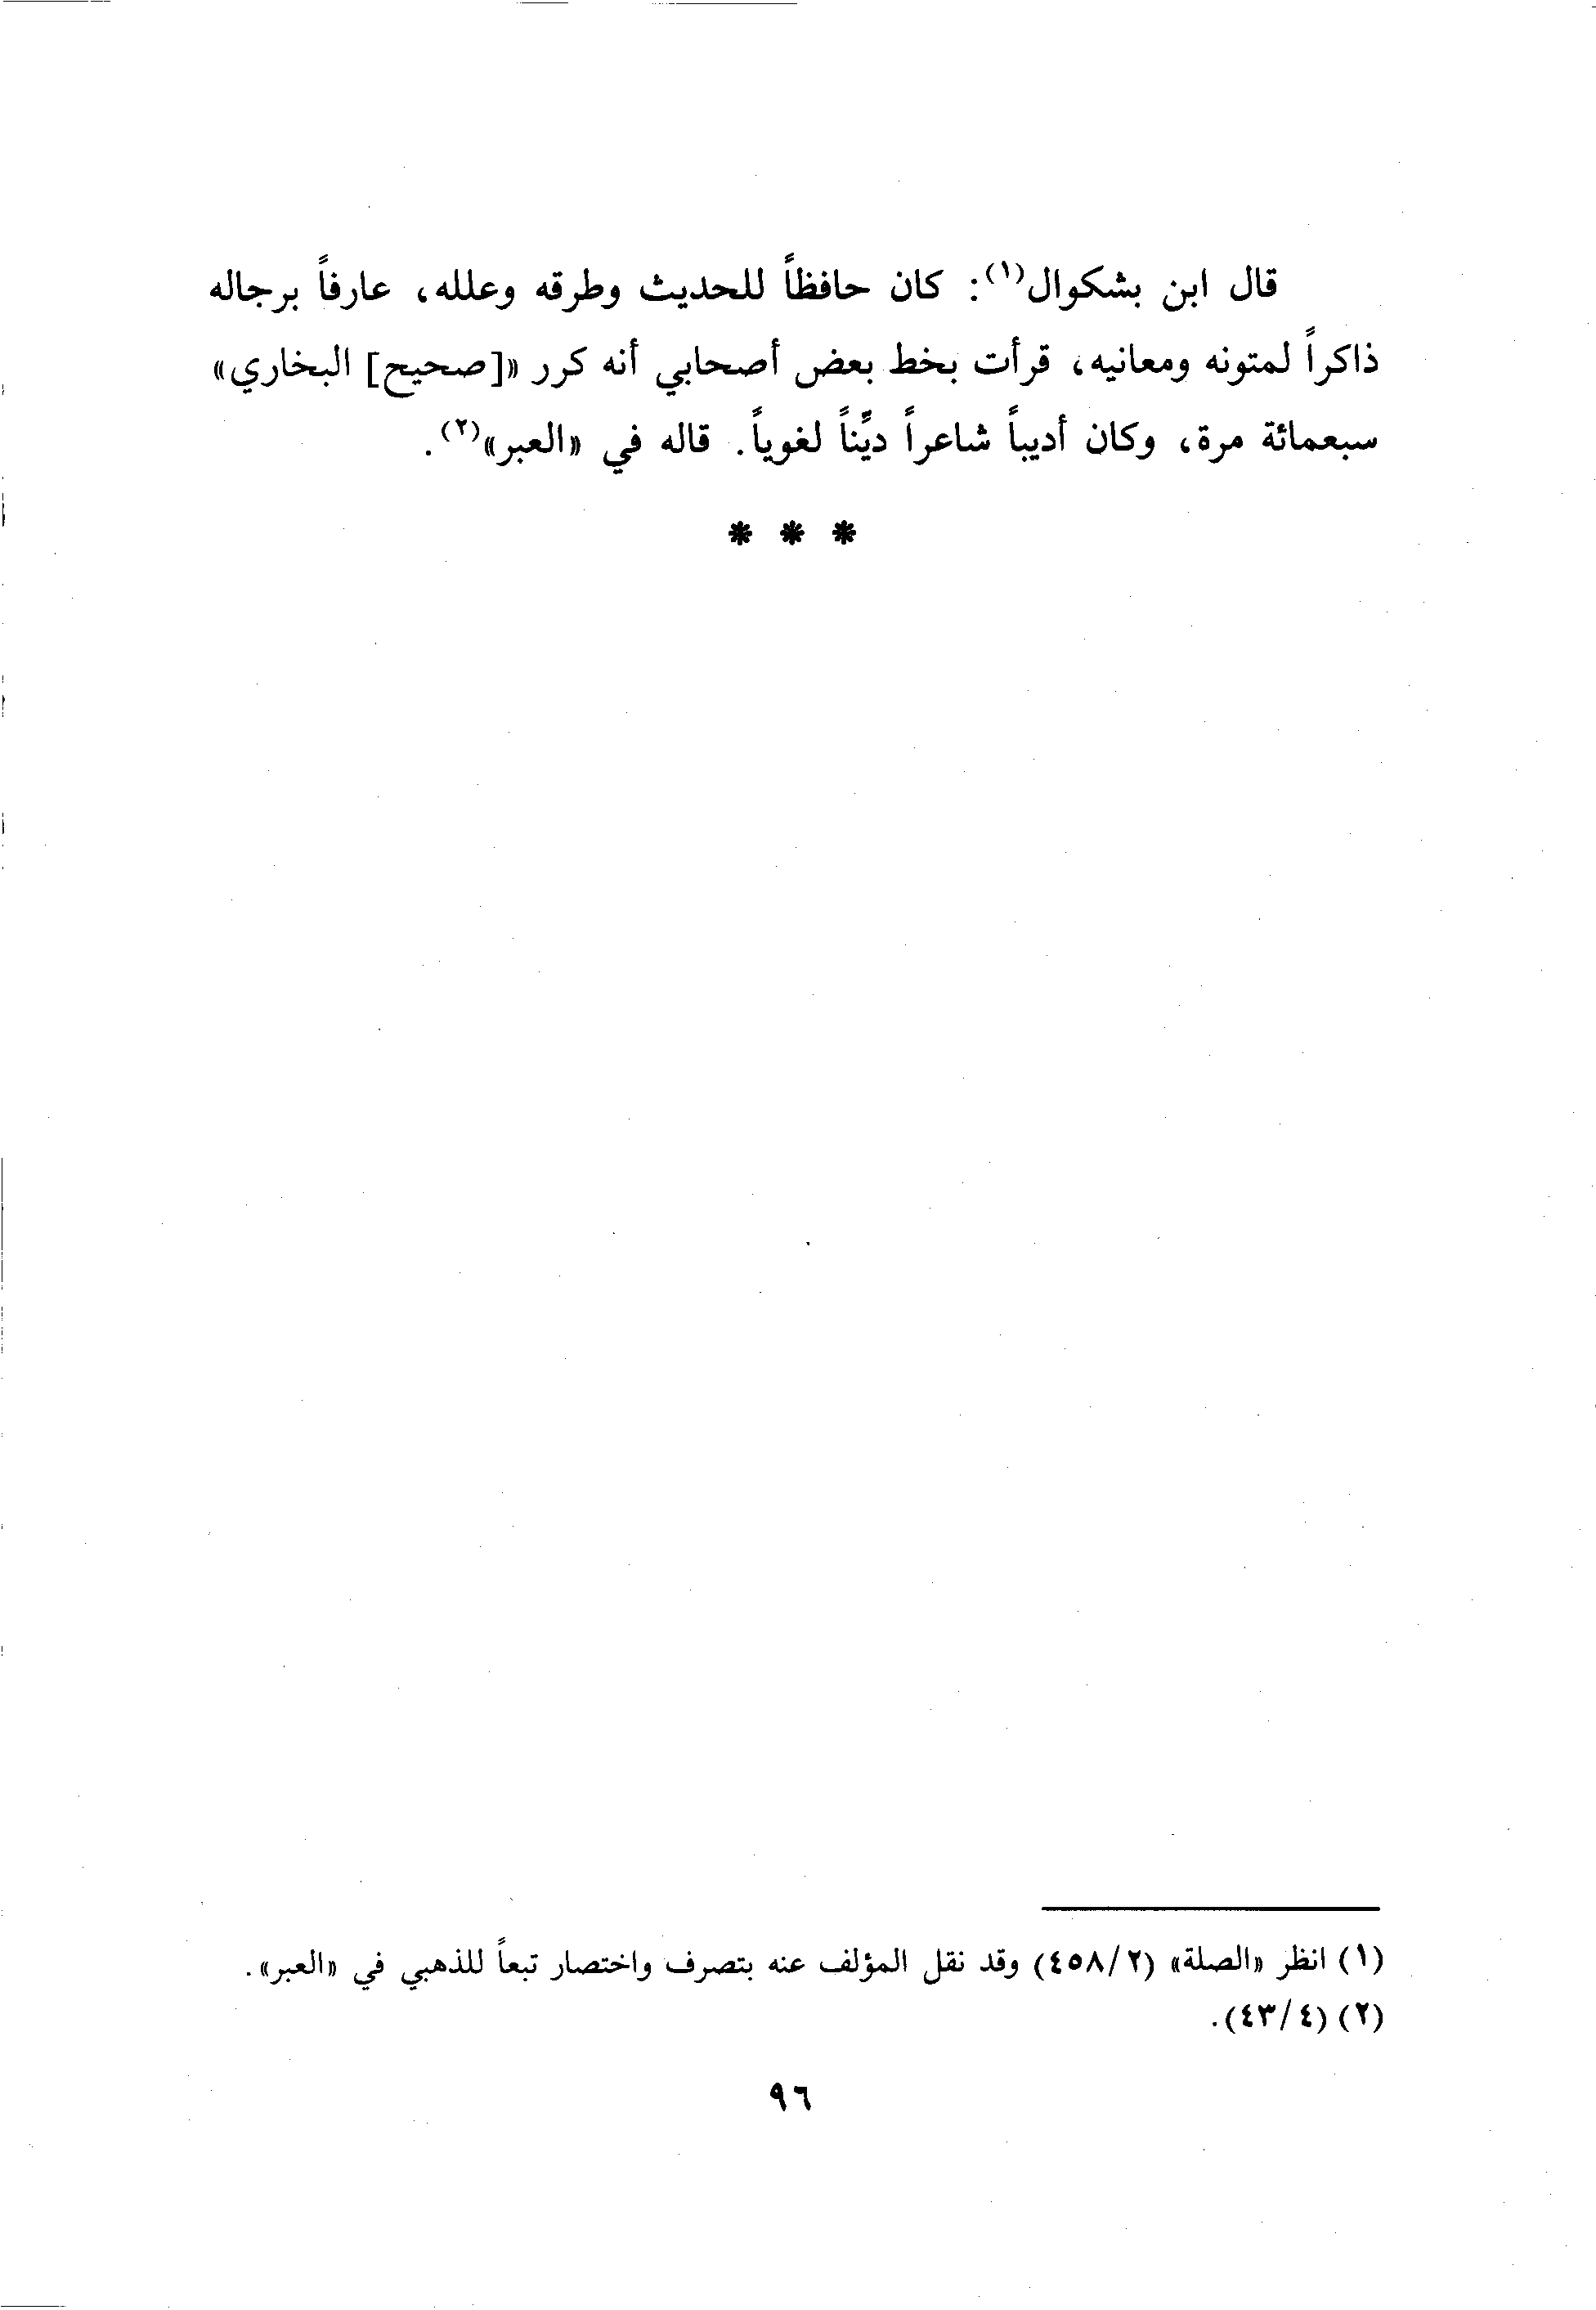 قال ابن بشكوال(١): كان حافظاً للحديث وطرقه وعلله، عارفاً برجاله
ذاكراً لمتونه ومعانيه، قرأت بخط بعض أصحابي أنه كرر «[صحيح] البخاري»
سبعمائة مرة، وكان أديباً شاعراً ديِّناً لغوياً. قاله في «العبر»(٢).
* * *
(١) انظر «الصلة» (٤٥٨/٢) وقد نقل المؤلف عنه بتصرف واختصار تبعاً للذهبي في «العبر».
(٢) (٤٣/٤).
٩٦